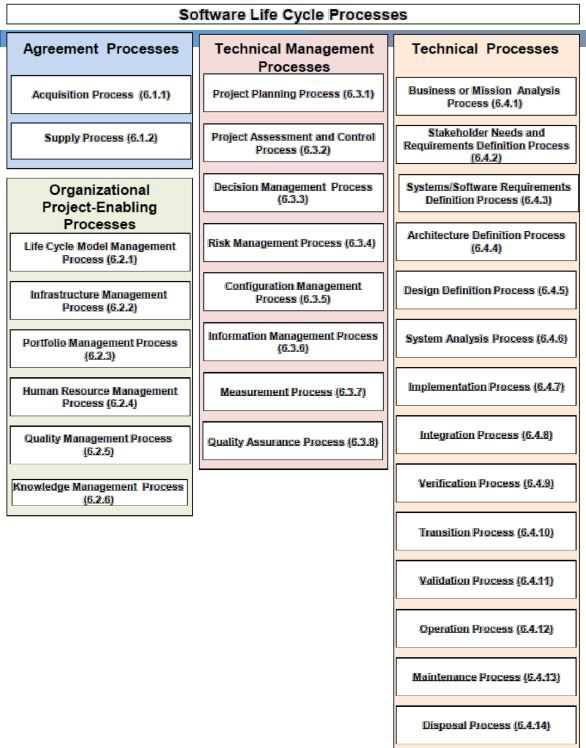 Software Life Cycle Processes
Agreement Processes
Acquisition Process (6.1.1)
Supply Process (6.1.2)
Organizational
Project-Enabling
Processes
Life Cycle Model Management
Process (6.2.1)
Infrastructure Management
Process (6.2.2)
Portfolio Management Process
(6.2.3)
Human Resource Management
Process (6.2.4)
Quality Management Process
(6.2.5)
Knowledge Management Process
(6.2.6)
Technical Management
Processes
Project Planning Process (6.3.1)
Project Assessment and Control
Process (6.3.2)
Decision Management Process
(6.3.3)
Risk Management Process (6.3.4)
Configuration Management
Process (6.3.5)
Information Management Process
(6.3.6)
Measurement Process (6.3.7)
Quality Assurance Process (6.3.8)
Technical Processes
Business or Mission Analysis
Process (6.4.1)
Stakeholder Needs and
Requirements Definition Process
(6.4.2)
Systems/Software Requirements
Definition Process (6.4.3)
Architecture Definition Process
(6.4.4)
Design Definition Process (6.4.5)
System Analysis Process (6.4.6)
Implementation Process (6.4.7)
Integration Process (6.4.8)
Verification Process (6.4.9)
Transition Process (6.4.10)
Validation Process (6.4.11)
Operation Process (6.4.12)
Maintenance Process (6.4.13)
Disposal Process (6.4.14)